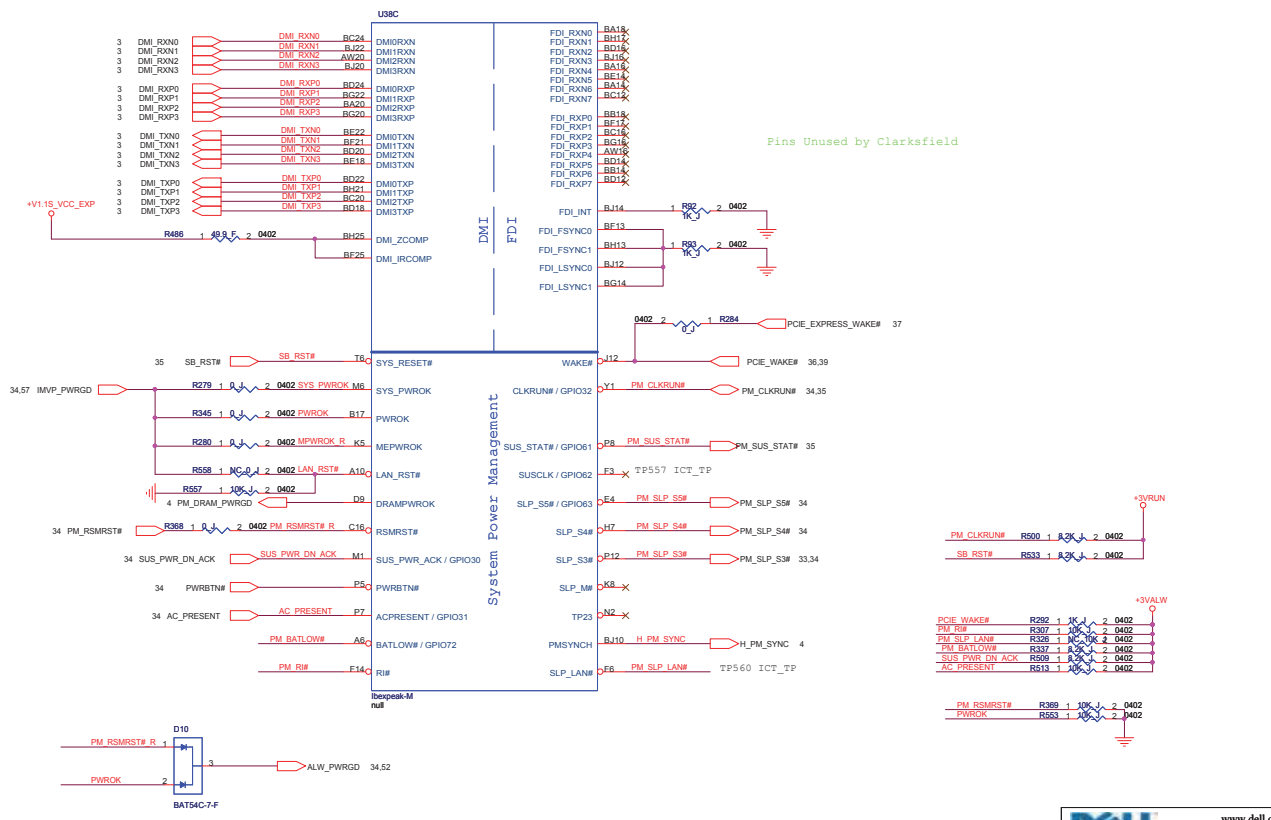 U38C
3 DMI_RXN0 DMI_RXN0 BC24 DMI0RXN
3 DMI_RXN1 DMI_RXN1 BJ22 DMI1RXN
3 DMI_RXN2 DMI_RXN2 AW20 DMI2RXN
3 DMI_RXN3 DMI_RXN3 BJ20 DMI3RXN
3 DMI_RXP0 DMI_RXP0 BD24 DMI0RXP
3 DMI_RXP1 DMI_RXP1 BG22 DMI1RXP
3 DMI_RXP2 DMI_RXP2 BA20 DMI2RXP
3 DMI_RXP3 DMI_RXP3 BG20 DMI3RXP
3 DMI_TXN0 DMI_TXN0 BE22 DMI0TXN
3 DMI_TXN1 DMI_TXN1 BF21 DMI1TXN
3 DMI_TXN2 DMI_TXN2 BD20 DMI2TXN
3 DMI_TXN3 DMI_TXN3 BE18 DMI3TXN
3 DMI_TXP0 DMI_TXP0 BD22 DMI0TXP
3 DMI_TXP1 DMI_TXP1 BH21 DMI1TXP
3 DMI_TXP2 DMI_TXP2 BC20 DMI2TXP
3 DMI_TXP3 DMI_TXP3 BD18 DMI3TXP
+V1.1S_VCC_EXP
R486 1 49.9_F 2 0402 BH25 DMI_ZCOMP
BF25 DMI_IRCOMP
DMI
FDI
FDI_RXN0 BA18
FDI_RXN1 BH17
FDI_RXN2 BD16
FDI_RXN3 BJ16
FDI_RXN4 BA16
FDI_RXN5 BE14
FDI_RXN6 BA14
FDI_RXN7 BC12
FDI_RXP0 BB18
FDI_RXP1 BF17
FDI_RXP2 BC16
FDI_RXP3 BG16
FDI_RXP4 AW16
FDI_RXP5 BD14
FDI_RXP6 BB14
FDI_RXP7 BD12
Pins Unused by Clarksfield
FDI_INT BJ14 1 R92 2 0402
1K_J
FDI_FSYNC0 BF13
FDI_FSYNC1 BH13 1 R93 2 0402
1K_J
FDI_LSYNC0 BJ12
FDI_LSYNC1 BG14
0402 2 0_J 1 R284 PCIE_EXPRESS_WAKE# 37
35 SB_RST# SB_RST# T6 SYS_RESET#
34,57 IMVP_PWRGD R279 1 0_J 2 0402 SYS_PWROK M6 SYS_PWROK
R345 1 0_J 2 0402 PWROK B17 PWROK
R280 1 0_J 2 0402 MPWROK_R K5 MEPWROK
R558 1 NC_0_J 2 0402 LAN_RST# A10 LAN_RST#
R557 1 10K_J 2 0402
4 PM_DRAM_PWRGD D9 DRAMPWROK
34 PM_RSMRST# R368 1 0_J 2 0402 PM_RSMRST#_R C16 RSMRST#
34 SUS_PWR_DN_ACK SUS_PWR_DN_ACK M1 SUS_PWR_ACK / GPIO30
34 PWRBTN# P5 PWRBTN#
34 AC_PRESENT AC_PRESENT P7 ACPRESENT / GPIO31
PM_BATLOW# A6 BATLOW# / GPIO72
PM_RI# F14 RI#
System Power Management
WAKE# J12 PCIE_WAKE# 36,39
CLKRUN# / GPIO32 Y1 PM_CLKRUN# PM_CLKRUN# 34,35
SUS_STAT# / GPIO61 P8 PM_SUS_STAT# PM_SUS_STAT# 35
SUSCLK / GPIO62 F3 TP557 ICT_TP
SLP_S5# / GPIO63 E4 PM_SLP_S5# PM_SLP_S5# 34
SLP_S4# H7 PM_SLP_S4# PM_SLP_S4# 34
SLP_S3# P12 PM_SLP_S3# PM_SLP_S3# 33,34
SLP_M# K8
TP23 N2
PMSYNCH BJ10 H_PM_SYNC H_PM_SYNC 4
SLP_LAN# F6 PM_SLP_LAN# TP560 ICT_TP
Ibexpeak-M
null
+3VRUN
PM_CLKRUN# R500 1 8.2K_J 2 0402
SB_RST# R533 1 8.2K_J 2 0402
+3VALW
PCIE_WAKE# R292 1 1K_J 2 0402
PM_RI# R307 1 10K_J 2 0402
PM_SLP_LAN# R326 1 NC_10K_J 2 0402
PM_BATLOW# R337 1 8.2K_J 2 0402
SUS_PWR_DN_ACK R509 1 8.2K_J 2 0402
AC_PRESENT R513 1 10K_J 2 0402
PM_RSMRST# R369 1 10K_J 2 0402
PWROK R553 1 10K_J 2 0402
D10
PM_RSMRST#_R 1
3 ALW_PWRGD 34,52
PWROK 2
BAT54C-7-F
DELL